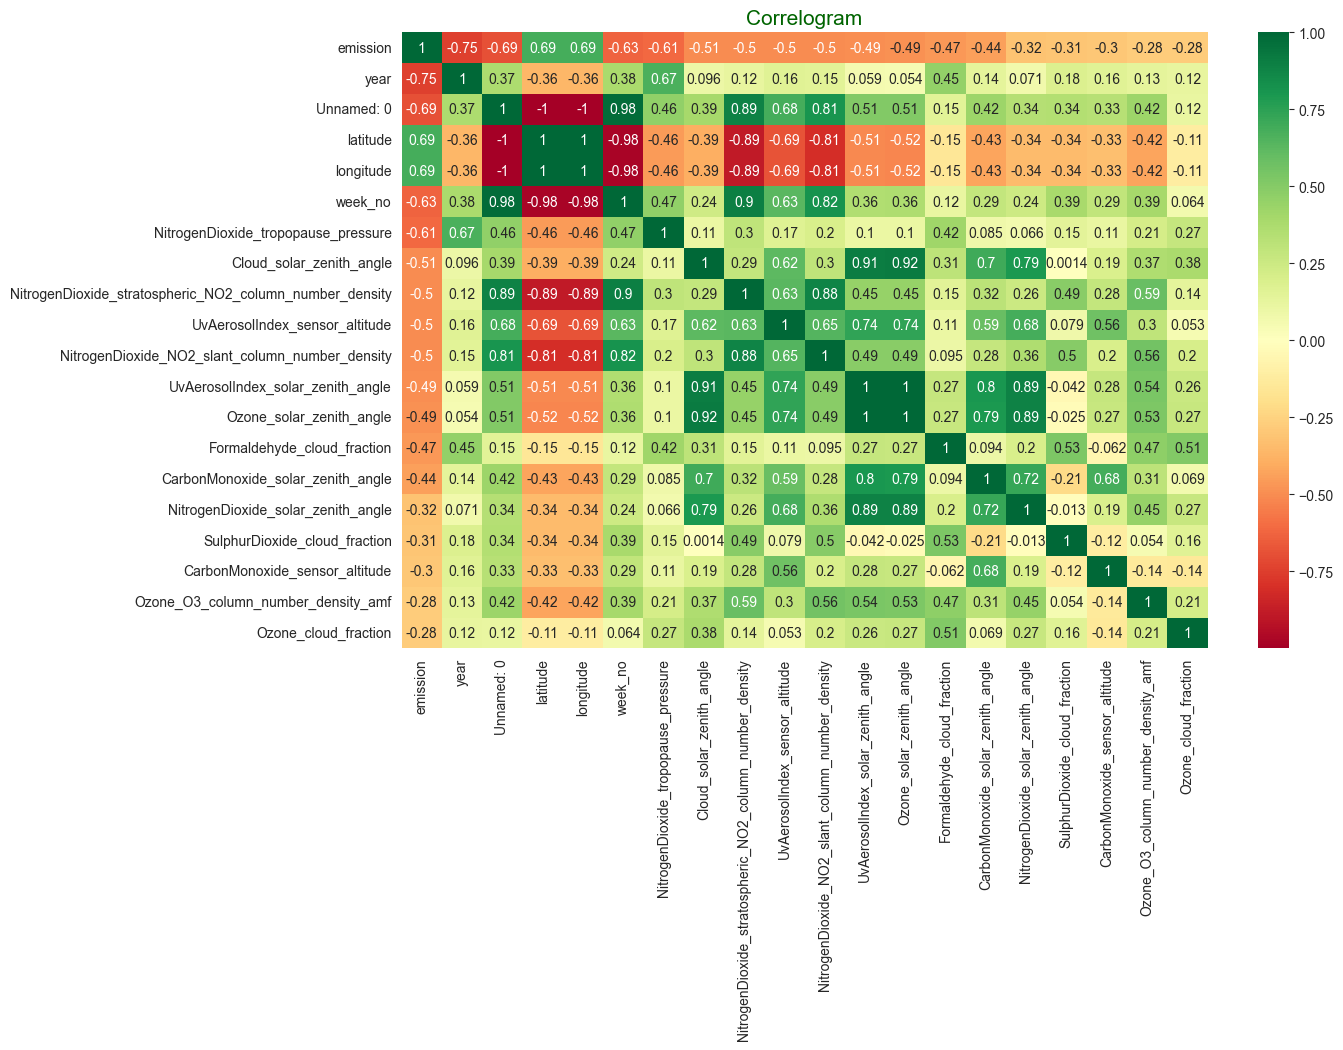 Correlogram
emission 1 -0.75 -0.69 0.69 0.69 -0.63 -0.61 -0.51 -0.5 -0.5 -0.5 -0.49 -0.49 -0.47 -0.44 -0.32 -0.31 -0.3 -0.28 -0.28
year -0.75 1 0.37 -0.36 -0.36 0.38 0.67 0.096 0.12 0.16 0.15 0.059 0.054 0.45 0.14 0.071 0.18 0.16 0.13 0.12
Unnamed: 0 -0.69 0.37 1 -1 -1 0.98 0.46 0.39 0.89 0.68 0.81 0.51 0.51 0.15 0.42 0.34 0.34 0.33 0.42 0.12
latitude 0.69 -0.36 -1 1 1 -0.98 -0.46 -0.39 -0.89 -0.69 -0.81 -0.51 -0.52 -0.15 -0.43 -0.34 -0.34 -0.33 -0.42 -0.11
longitude 0.69 -0.36 -1 1 1 -0.98 -0.46 -0.39 -0.89 -0.69 -0.81 -0.51 -0.52 -0.15 -0.43 -0.34 -0.34 -0.33 -0.42 -0.11
week_no -0.63 0.38 0.98 -0.98 -0.98 1 0.47 0.24 0.9 0.63 0.82 0.36 0.36 0.12 0.29 0.24 0.39 0.29 0.39 0.064
NitrogenDioxide_tropopause_pressure -0.61 0.67 0.46 -0.46 -0.46 0.47 1 0.11 0.3 0.17 0.2 0.1 0.1 0.42 0.085 0.066 0.15 0.11 0.21 0.27
Cloud_solar_zenith_angle -0.51 0.096 0.39 -0.39 -0.39 0.24 0.11 1 0.29 0.62 0.3 0.91 0.92 0.31 0.7 0.79 0.0014 0.19 0.37 0.38
NitrogenDioxide_stratospheric_NO2_column_number_density -0.5 0.12 0.89 -0.89 -0.89 0.9 0.3 0.29 1 0.63 0.88 0.45 0.45 0.15 0.32 0.26 0.49 0.28 0.59 0.14
UvAerosolIndex_sensor_altitude -0.5 0.16 0.68 -0.69 -0.69 0.63 0.17 0.62 0.63 1 0.65 0.74 0.74 0.11 0.59 0.68 0.079 0.56 0.3 0.053
NitrogenDioxide_NO2_slant_column_number_density -0.5 0.15 0.81 -0.81 -0.81 0.82 0.2 0.3 0.88 0.65 1 0.49 0.49 0.095 0.28 0.36 0.5 0.2 0.56 0.2
UvAerosolIndex_solar_zenith_angle -0.49 0.059 0.51 -0.51 -0.51 0.36 0.1 0.91 0.45 0.74 0.49 1 1 0.27 0.8 0.89 -0.042 0.28 0.54 0.26
Ozone_solar_zenith_angle -0.49 0.054 0.51 -0.52 -0.52 0.36 0.1 0.92 0.45 0.74 0.49 1 1 0.27 0.79 0.89 -0.025 0.27 0.53 0.27
Formaldehyde_cloud_fraction -0.47 0.45 0.15 -0.15 -0.15 0.12 0.42 0.31 0.15 0.11 0.095 0.27 0.27 1 0.094 0.2 0.53 -0.062 0.47 0.51
CarbonMonoxide_solar_zenith_angle -0.44 0.14 0.42 -0.43 -0.43 0.29 0.085 0.7 0.32 0.59 0.28 0.8 0.79 0.094 1 0.72 -0.21 0.68 0.31 0.069
NitrogenDioxide_solar_zenith_angle -0.32 0.071 0.34 -0.34 -0.34 0.24 0.066 0.79 0.26 0.68 0.36 0.89 0.89 0.2 0.72 1 -0.013 0.19 0.45 0.27
SulphurDioxide_cloud_fraction -0.31 0.18 0.34 -0.34 -0.34 0.39 0.15 0.0014 0.49 0.079 0.5 -0.042 -0.025 0.53 -0.21 -0.013 1 -0.12 0.054 0.16
CarbonMonoxide_sensor_altitude -0.3 0.16 0.33 -0.33 -0.33 0.29 0.11 0.19 0.28 0.56 0.2 0.28 0.27 -0.062 0.68 0.19 -0.12 1 -0.14 -0.14
Ozone_O3_column_number_density_amf -0.28 0.13 0.42 -0.42 -0.42 0.39 0.21 0.37 0.59 0.3 0.56 0.54 0.53 0.47 0.31 0.45 0.054 -0.14 1 0.21
Ozone_cloud_fraction -0.28 0.12 0.12 -0.11 -0.11 0.064 0.27 0.38 0.14 0.053 0.2 0.26 0.27 0.51 0.069 0.27 0.16 -0.14 0.21 1
emission
year
Unnamed: 0
latitude
longitude
week_no
NitrogenDioxide_tropopause_pressure
Cloud_solar_zenith_angle
NitrogenDioxide_stratospheric_NO2_column_number_density
UvAerosolIndex_sensor_altitude
NitrogenDioxide_NO2_slant_column_number_density
UvAerosolIndex_solar_zenith_angle
Ozone_solar_zenith_angle
Formaldehyde_cloud_fraction
CarbonMonoxide_solar_zenith_angle
NitrogenDioxide_solar_zenith_angle
SulphurDioxide_cloud_fraction
CarbonMonoxide_sensor_altitude
Ozone_O3_column_number_density_amf
Ozone_cloud_fraction
1.00
0.75
0.50
0.25
0.00
-0.25
-0.50
-0.75